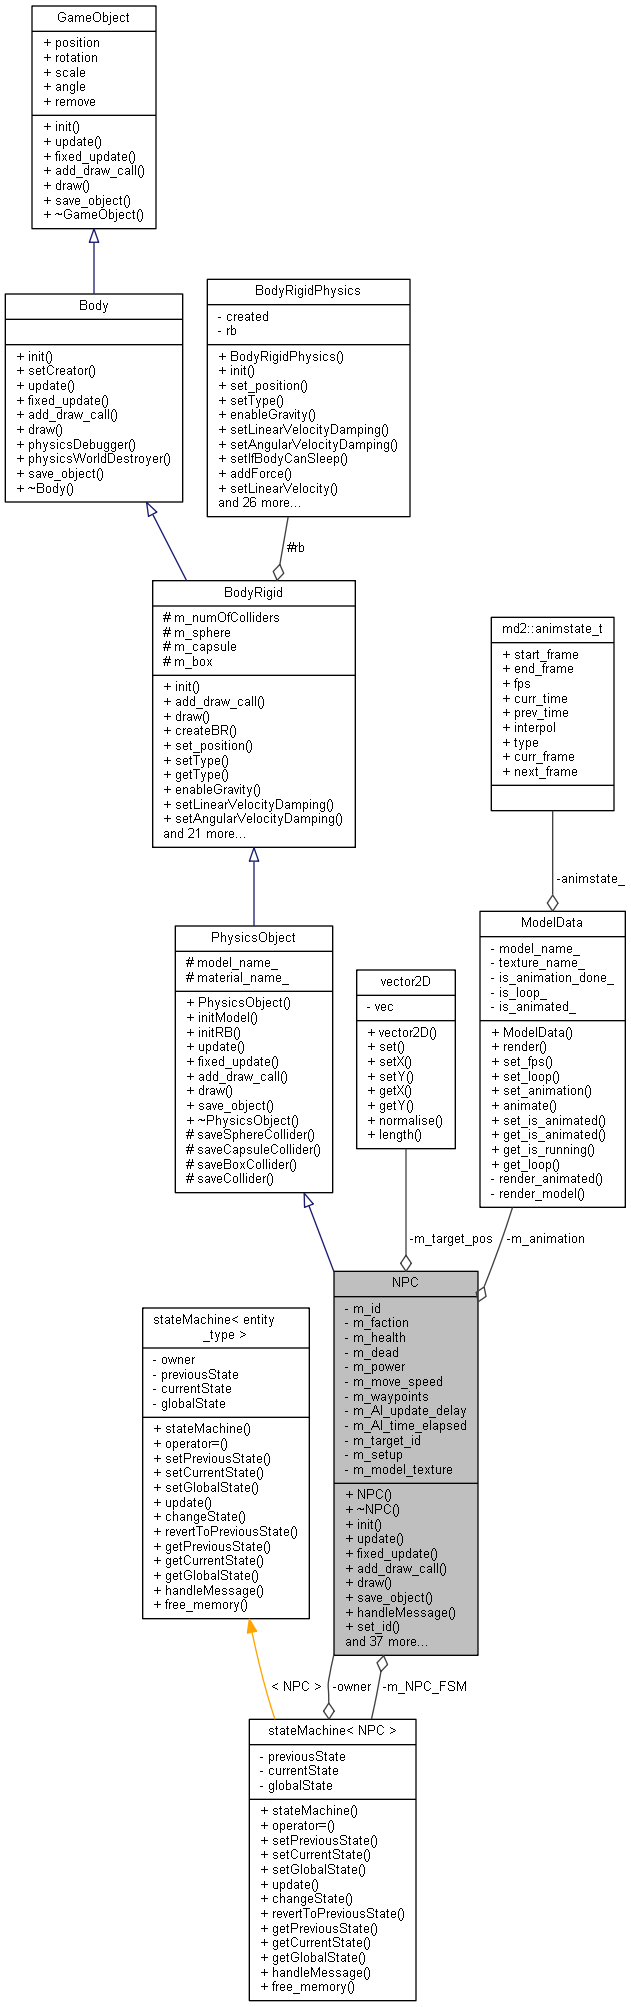 GameObject
+ position
+ rotation
+ scale
+ angle
+ remove
+ init()
+ update()
+ fixed_update()
+ add_draw_call()
+ draw()
+ save_object()
+ ~GameObject()
Body
+ init()
+ setCreator()
+ update()
+ fixed_update()
+ add_draw_call()
+ draw()
+ physicsDebugger()
+ physicsWorldDestroyer()
+ save_object()
+ ~Body()
BodyRigidPhysics
- created
- rb
+ BodyRigidPhysics()
+ init()
+ set_position()
+ setType()
+ enableGravity()
+ setLinearVelocityDamping()
+ setAngularVelocityDamping()
+ setIfBodyCanSleep()
+ addForce()
+ setLinearVelocity()
and 26 more...
#rb
BodyRigid
# m_numOfColliders
# m_sphere
# m_capsule
# m_box
+ init()
+ add_draw_call()
+ draw()
+ createBR()
+ set_position()
+ setType()
+ getType()
+ enableGravity()
+ setLinearVelocityDamping()
+ setAngularVelocityDamping()
and 21 more...
md2::animstate_t
+ start_frame
+ end_frame
+ fps
+ curr_time
+ prev_time
+ interpol
+ type
+ curr_frame
+ next_frame
-animstate_
PhysicsObject
# model_name_
# material_name_
+ PhysicsObject()
+ initModel()
+ initRB()
+ update()
+ fixed_update()
+ add_draw_call()
+ draw()
+ save_object()
+ ~PhysicsObject()
# saveSphereCollider()
# saveCapsuleCollider()
# saveBoxCollider()
# saveCollider()
vector2D
- vec
+ vector2D()
+ set()
+ setX()
+ setY()
+ getX()
+ getY()
+ normalise()
+ length()
ModelData
- model_name_
- texture_name_
- is_animation_done_
- is_loop_
- is_animated_
+ ModelData()
+ render()
+ set_fps()
+ set_loop()
+ set_animation()
+ animate()
+ set_is_animated()
+ get_is_animated()
+ get_is_running()
+ get_loop()
- render_animated()
- render_model()
-m_target_pos
-m_animation
NPC
- m_id
- m_faction
- m_health
- m_dead
- m_power
- m_move_speed
- m_waypoints
- m_AI_update_delay
- m_AI_time_elapsed
- m_target_id
- m_setup
- m_model_texture
+ NPC()
+ ~NPC()
+ init()
+ update()
+ fixed_update()
+ add_draw_call()
+ draw()
+ save_object()
+ handleMessage()
+ set_id()
and 37 more...
stateMachine< entity
_type >
- owner
- previousState
- currentState
- globalState
+ stateMachine()
+ operator=()
+ setPreviousState()
+ setCurrentState()
+ setGlobalState()
+ update()
+ changeState()
+ revertToPreviousState()
+ getPreviousState()
+ getCurrentState()
+ getGlobalState()
+ handleMessage()
+ free_memory()
< NPC >
-owner
-m_NPC_FSM
stateMachine< NPC >
- previousState
- currentState
- globalState
+ stateMachine()
+ operator=()
+ setPreviousState()
+ setCurrentState()
+ setGlobalState()
+ update()
+ changeState()
+ revertToPreviousState()
+ getPreviousState()
+ getCurrentState()
+ getGlobalState()
+ handleMessage()
+ free_memory()